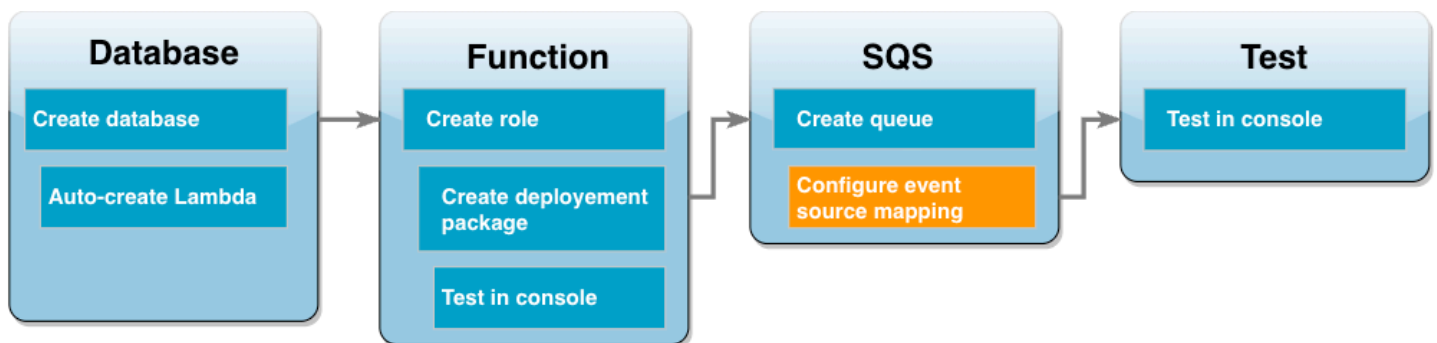 Database
Create database
Auto-create Lambda
Function
Create role
Create deployement
package
Test in console
SQS
Create queue
Configure event
source mapping
Test
Test in console